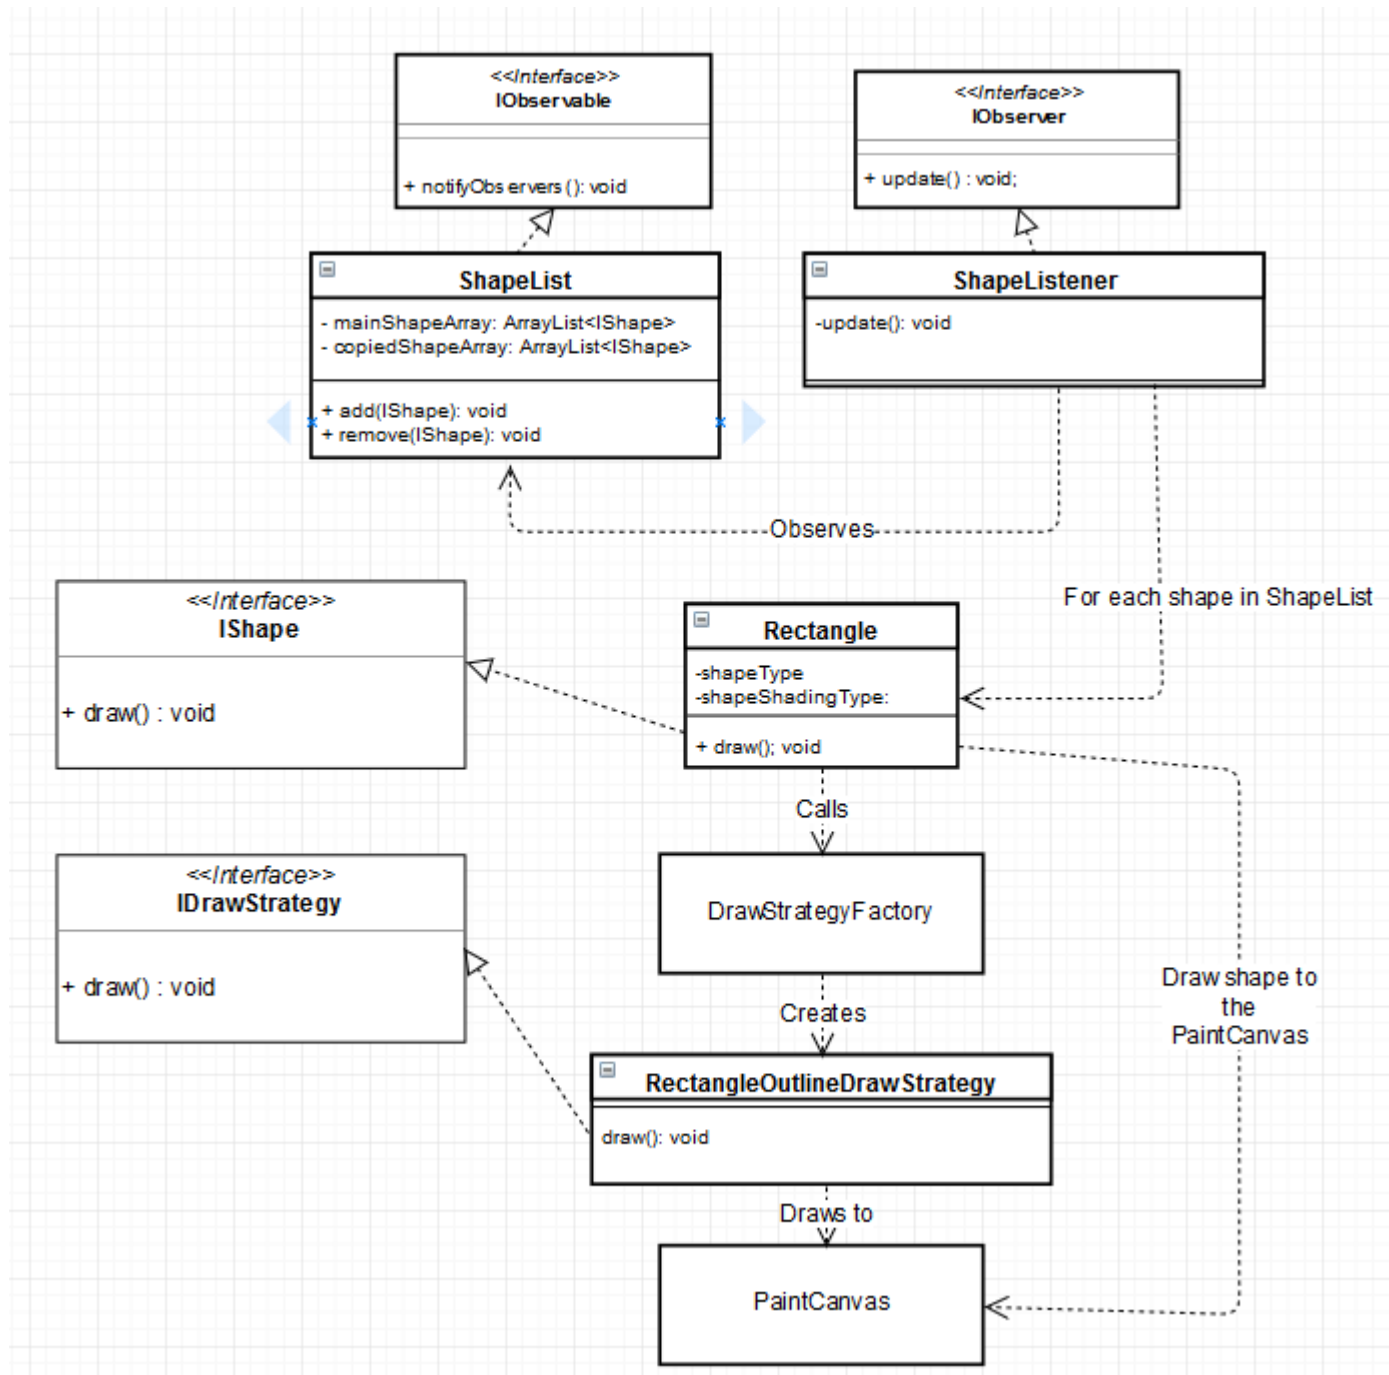 <<Interface>>
IObservable
+ notifyObservers(): void
<<Interface>>
IObserver
+ update() : void;
ShapeList
- mainShapeArray: ArrayList<IShape>
- copiedShapeArray: ArrayList<IShape>
+ add(IShape): void
+ remove(IShape): void
ShapeListener
-update(): void
Observes
For each shape in ShapeList
<<Interface>>
IShape
+ draw() : void
Rectangle
-shapeType
-shapeShadingType:
+ draw(); void
Calls
<<Interface>>
IDrawStrategy
+ draw() : void
DrawStrategyFactory
Creates
Draw shape to
the
PaintCanvas
RectangleOutlineDrawStrategy
draw(): void
Draws to
PaintCanvas